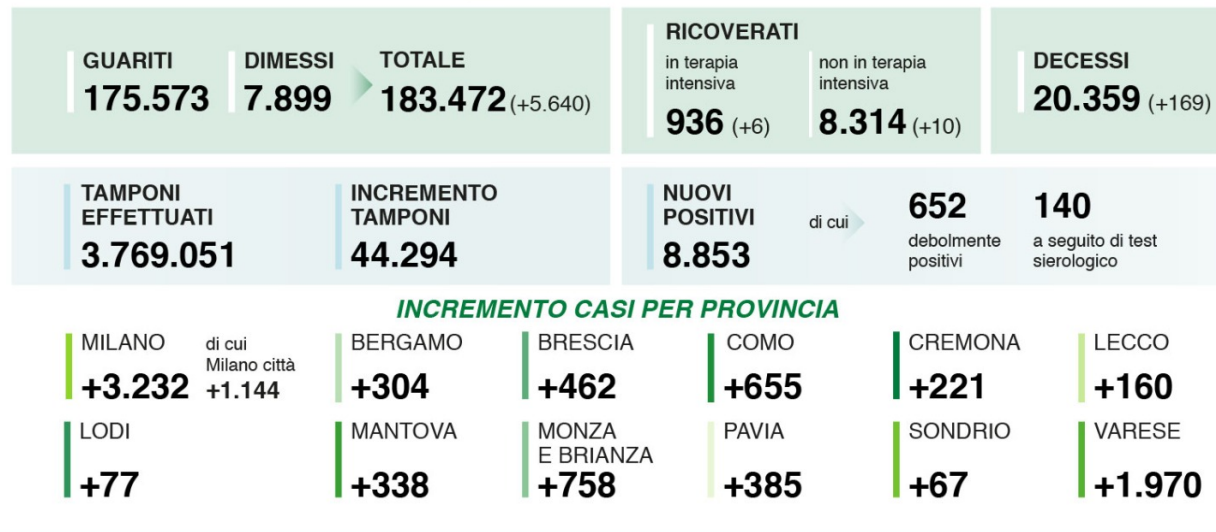 GUARITI
175.573
DIMESSI
7.899
TOTALE
183.472 (+5.640)
RICOVERATI
in terapia
intensiva
936 (+6)
non in terapia
intensiva
8.314 (+10)
DECESSI
20.359 (+169)
TAMPONI
EFFETTUATI
3.769.051
INCREMENTO
TAMPONI
44.294
NUOVI
POSITIVI
8.853
di cui
652
debolmente
positivi
140
a seguito di test
sierologico
INCREMENTO CASI PER PROVINCIA
MILANO
+3.232
di cui
Milano città
+1.144
BERGAMO
+304
BRESCIA
+462
COMO
+655
CREMONA
+221
LECCO
+160
LODI
+77
MANTOVA
+338
MONZA
E BRIANZA
+758
PAVIA
+385
SONDRIO
+67
VARESE
+1.970